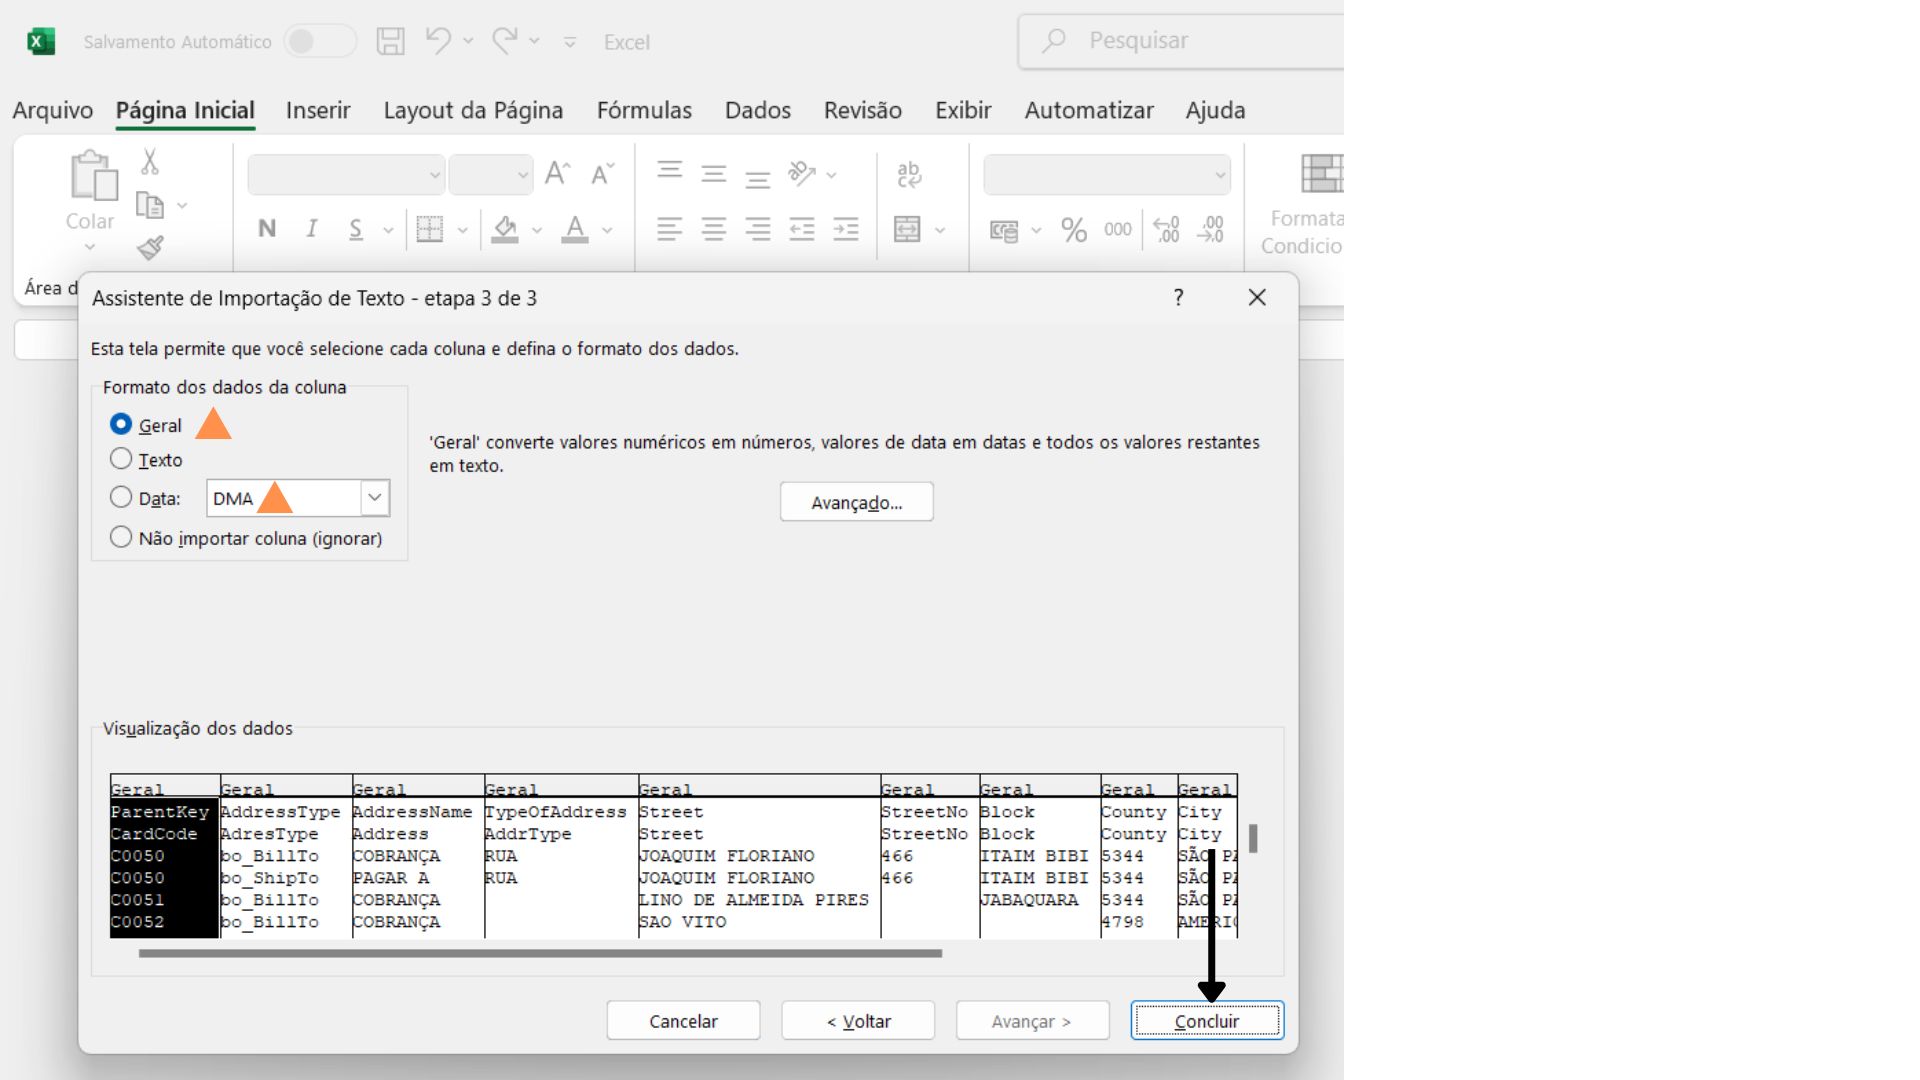 Salvamento Automático Excel Pesquisar
Arquivo Página Inicial Inserir Layout da Página Fórmulas Dados Revisão Exibir Automatizar Ajuda
Colar
N I S A % 000
Formata
Condicio
Área d
Assistente de Importação de Texto - etapa 3 de 3 ?
Esta tela permite que você selecione cada coluna e defina o formato dos dados.
Formato dos dados da coluna
Geral
Texto
Data: DMA
Não importar coluna (ignorar)
'Geral' converte valores numéricos em números, valores de data em datas e todos os valores restantes
em texto.
Avançado...
Visualização dos dados
Geral Geral Geral Geral Geral Geral Geral Geral Geral
ParentKey AddressType AddressName TypeOfAddress Street StreetNo Block County City
CardCode AdresType Address AddrType Street StreetNo Block County City
C0050 bo_BillTo COBRANÇA RUA JOAQUIM FLORIANO 466 ITAIM BIBI 5344 SÃO PA
C0050 bo_ShipTo PAGAR A RUA JOAQUIM FLORIANO 466 ITAIM BIBI 5344 SÃO PA
C0051 bo_BillTo COBRANÇA LINO DE ALMEIDA PIRES JABAQUARA 5344 SÃO PA
C0052 bo_BillTo COBRANÇA SAO VITO 4798 AMERIC
Cancelar < Voltar Avançar > Concluir